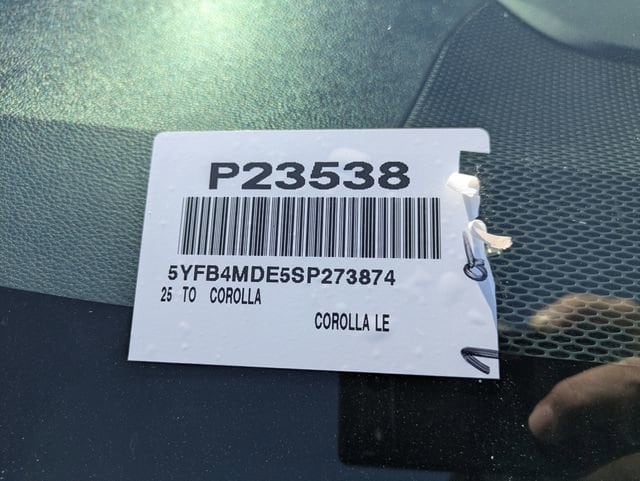 P23538
5YFB4MDE5SP273874
25 TO COROLLA
COROLLA LE